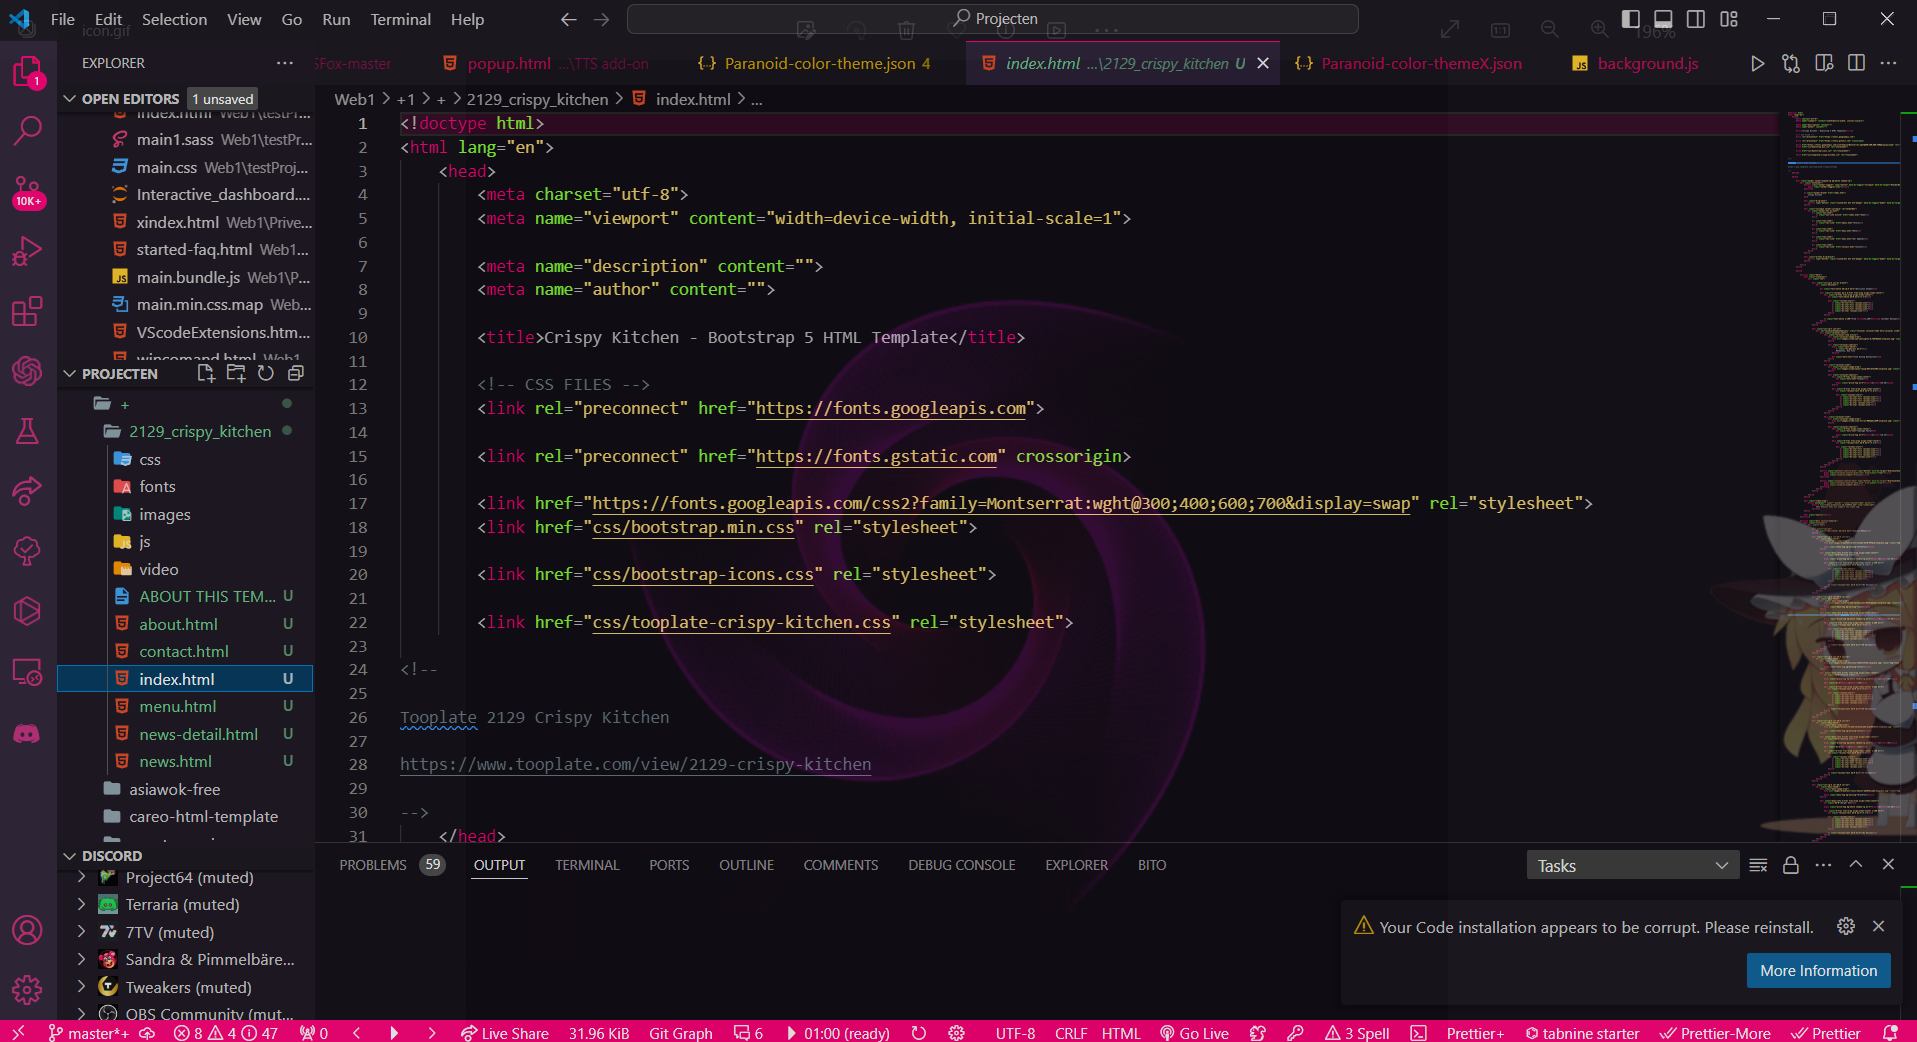 File Edit Selection View Go Run Terminal Help
Projecten
icon.gif
196%
EXPLORER
SFox-master
popup.html ...\TTS add-on
Paranoid-color-theme.json 4
index.html ...\2129_crispy_kitchen U
Paranoid-color-themeX.json
background.js
OPEN EDITORS 1 unsaved
index.html Web1\testPr...
main1.sass Web1\testPr...
main.css Web1\testProj...
Interactive_dashboard....
xindex.html Web1\Prive...
started-faq.html Web1...
main.bundle.js Web1\P...
main.min.css.map Web...
VScodeExtensions.htm...
wincomand.html Web1...
PROJECTEN
+
2129_crispy_kitchen
css
fonts
images
js
video
ABOUT THIS TEM... U
about.html U
contact.html U
index.html U
menu.html U
news-detail.html U
news.html U
asiawok-free
careo-html-template
DISCORD
Project64 (muted)
Terraria (muted)
7TV (muted)
Sandra & Pimmelbäre...
Tweakers (muted)
OBS Community (mut...
1
10K+
Web1 > +1 > + > 2129_crispy_kitchen > index.html > ...
1 <!doctype html>
2 <html lang="en">
3 <head>
4 <meta charset="utf-8">
5 <meta name="viewport" content="width=device-width, initial-scale=1">
6
7 <meta name="description" content="">
8 <meta name="author" content="">
9
10 <title>Crispy Kitchen - Bootstrap 5 HTML Template</title>
11
12 <!-- CSS FILES -->
13 <link rel="preconnect" href="https://fonts.googleapis.com">
14
15 <link rel="preconnect" href="https://fonts.gstatic.com" crossorigin>
16
17 <link href="https://fonts.googleapis.com/css2?family=Montserrat:wght@300;400;600;700&display=swap" rel="stylesheet">
18 <link href="css/bootstrap.min.css" rel="stylesheet">
19
20 <link href="css/bootstrap-icons.css" rel="stylesheet">
21
22 <link href="css/tooplate-crispy-kitchen.css" rel="stylesheet">
23
24 <!--
25
26 Tooplate 2129 Crispy Kitchen
27
28 https://www.tooplate.com/view/2129-crispy-kitchen
29
30 -->
31 </head>
PROBLEMS 59 OUTPUT TERMINAL PORTS OUTLINE COMMENTS DEBUG CONSOLE EXPLORER BITO
Tasks
Your Code installation appears to be corrupt. Please reinstall.
More Information
master*+ 8 4 47 0 Live Share 31.96 KiB Git Graph 6 01:00 (ready) UTF-8 CRLF HTML Go Live 3 Spell Prettier+ tabnine starter Prettier-More Prettier